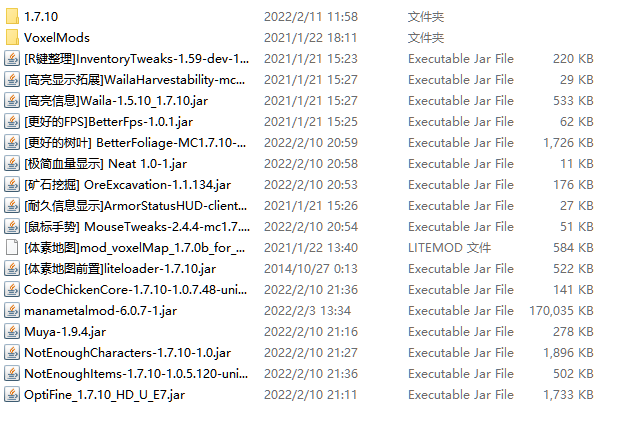 1.7.10 2022/2/11 11:58 文件夹
VoxelMods 2021/1/22 18:11 文件夹
[R键整理]InventoryTweaks-1.59-dev-1... 2021/1/21 15:23 Executable Jar File 220 KB
[高亮显示拓展]WailaHarvestability-mc... 2021/1/21 15:27 Executable Jar File 29 KB
[高亮信息]Waila-1.5.10_1.7.10.jar 2021/1/21 15:27 Executable Jar File 533 KB
[更好的FPS]BetterFps-1.0.1.jar 2021/1/21 15:25 Executable Jar File 62 KB
[更好的树叶] BetterFoliage-MC1.7.10-... 2022/2/10 20:59 Executable Jar File 1,726 KB
[极简血量显示] Neat 1.0-1.jar 2022/2/10 20:58 Executable Jar File 11 KB
[矿石挖掘] OreExcavation-1.1.134.jar 2022/2/10 20:53 Executable Jar File 176 KB
[耐久信息显示]ArmorStatusHUD-client... 2021/1/21 15:26 Executable Jar File 27 KB
[鼠标手势] MouseTweaks-2.4.4-mc1.7.... 2022/2/10 20:54 Executable Jar File 51 KB
[体素地图]mod_voxelMap_1.7.0b_for_... 2021/1/22 13:40 LITEMOD 文件 584 KB
[体素地图前置]liteloader-1.7.10.jar 2014/10/27 0:13 Executable Jar File 522 KB
CodeChickenCore-1.7.10-1.0.7.48-uni... 2022/2/10 21:36 Executable Jar File 141 KB
manametalmod-6.0.7-1.jar 2022/2/3 13:34 Executable Jar File 170,035 KB
Muya-1.9.4.jar 2022/2/10 21:16 Executable Jar File 278 KB
NotEnoughCharacters-1.7.10-1.0.jar 2022/2/10 21:27 Executable Jar File 1,896 KB
NotEnoughItems-1.7.10-1.0.5.120-uni... 2022/2/10 21:36 Executable Jar File 502 KB
OptiFine_1.7.10_HD_U_E7.jar 2022/2/10 21:11 Executable Jar File 1,733 KB